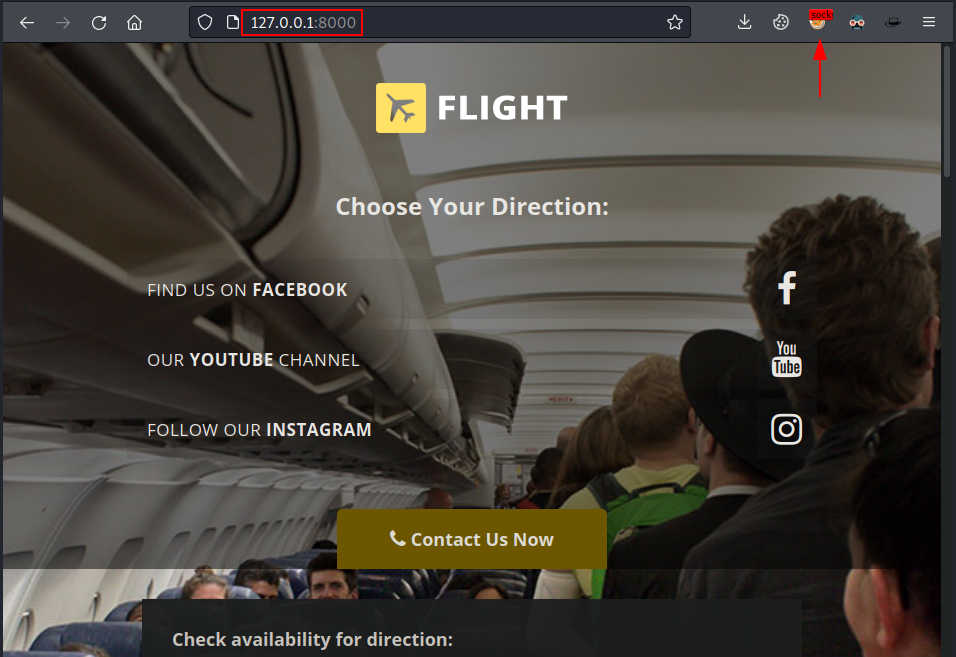 127.0.0.1:8000
sock
FLIGHT
Choose Your Direction:
FIND US ON FACEBOOK
OUR YOUTUBE CHANNEL
You
Tube
FOLLOW OUR INSTAGRAM
Contact Us Now
Check availability for direction: